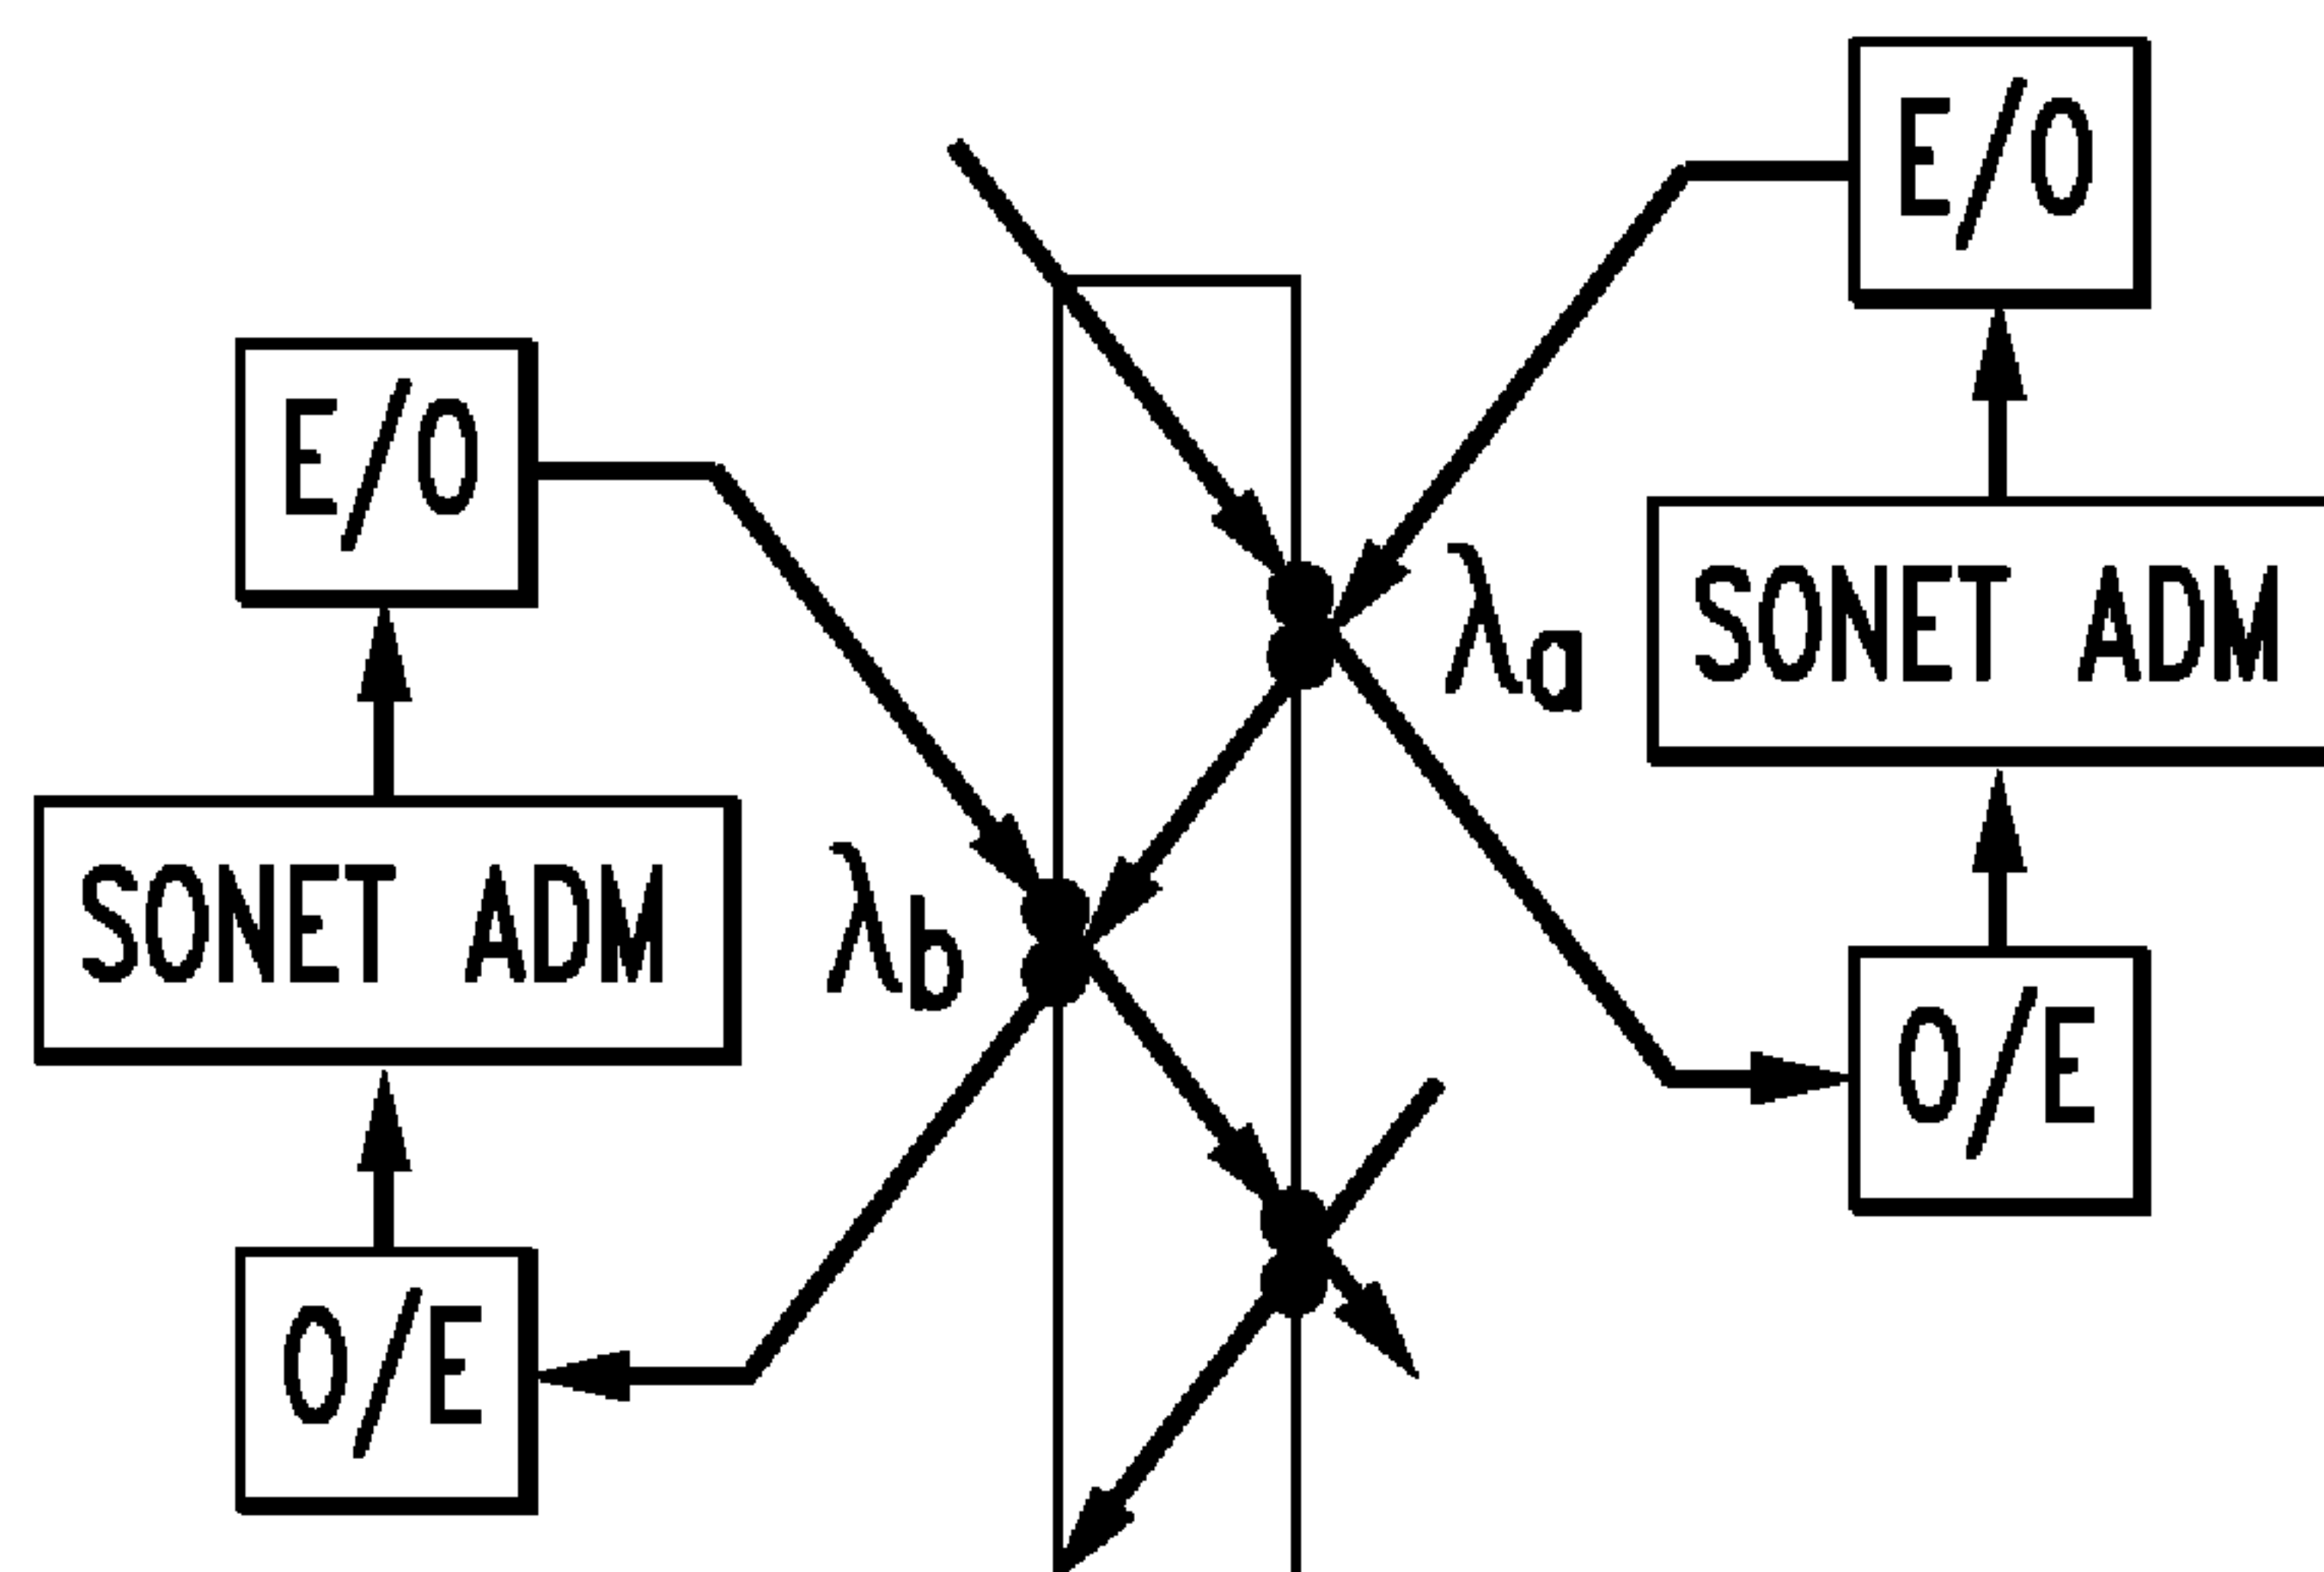 E/O
E/O
λa
SONET ADM
SONET ADM
λb
O/E
O/E